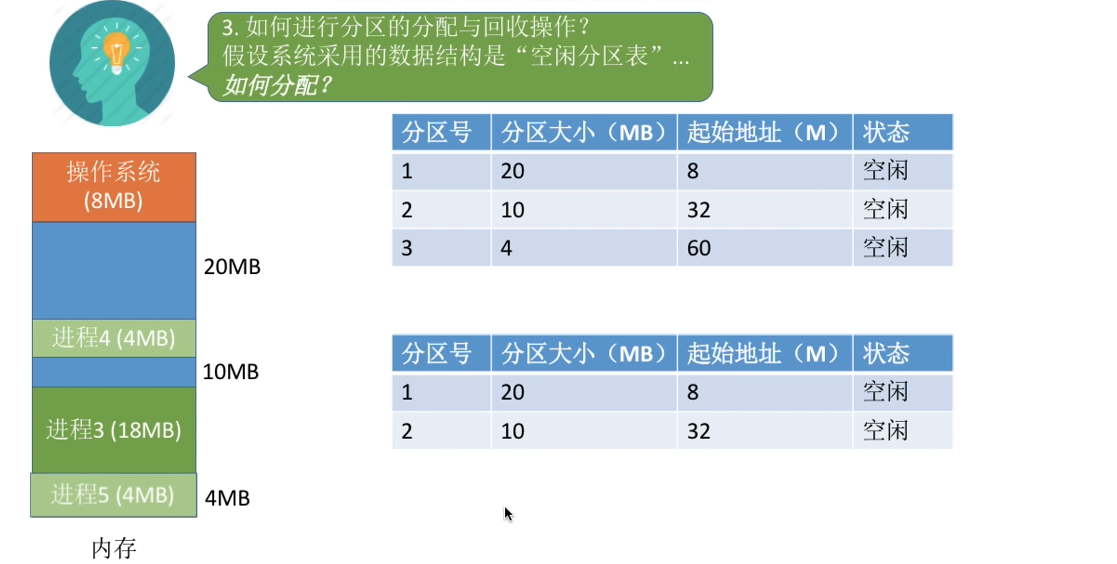 3. 如何进行分区的分配与回收操作？
假设系统采用的数据结构是“空闲分区表”...
如何分配？
分区号 分区大小（MB） 起始地址（M） 状态
1 20 8 空闲
2 10 32 空闲
3 4 60 空闲
操作系统
(8MB)
20MB
进程4 (4MB)
10MB
进程3 (18MB)
进程5 (4MB) 4MB
内存
分区号 分区大小（MB） 起始地址（M） 状态
1 20 8 空闲
2 10 32 空闲